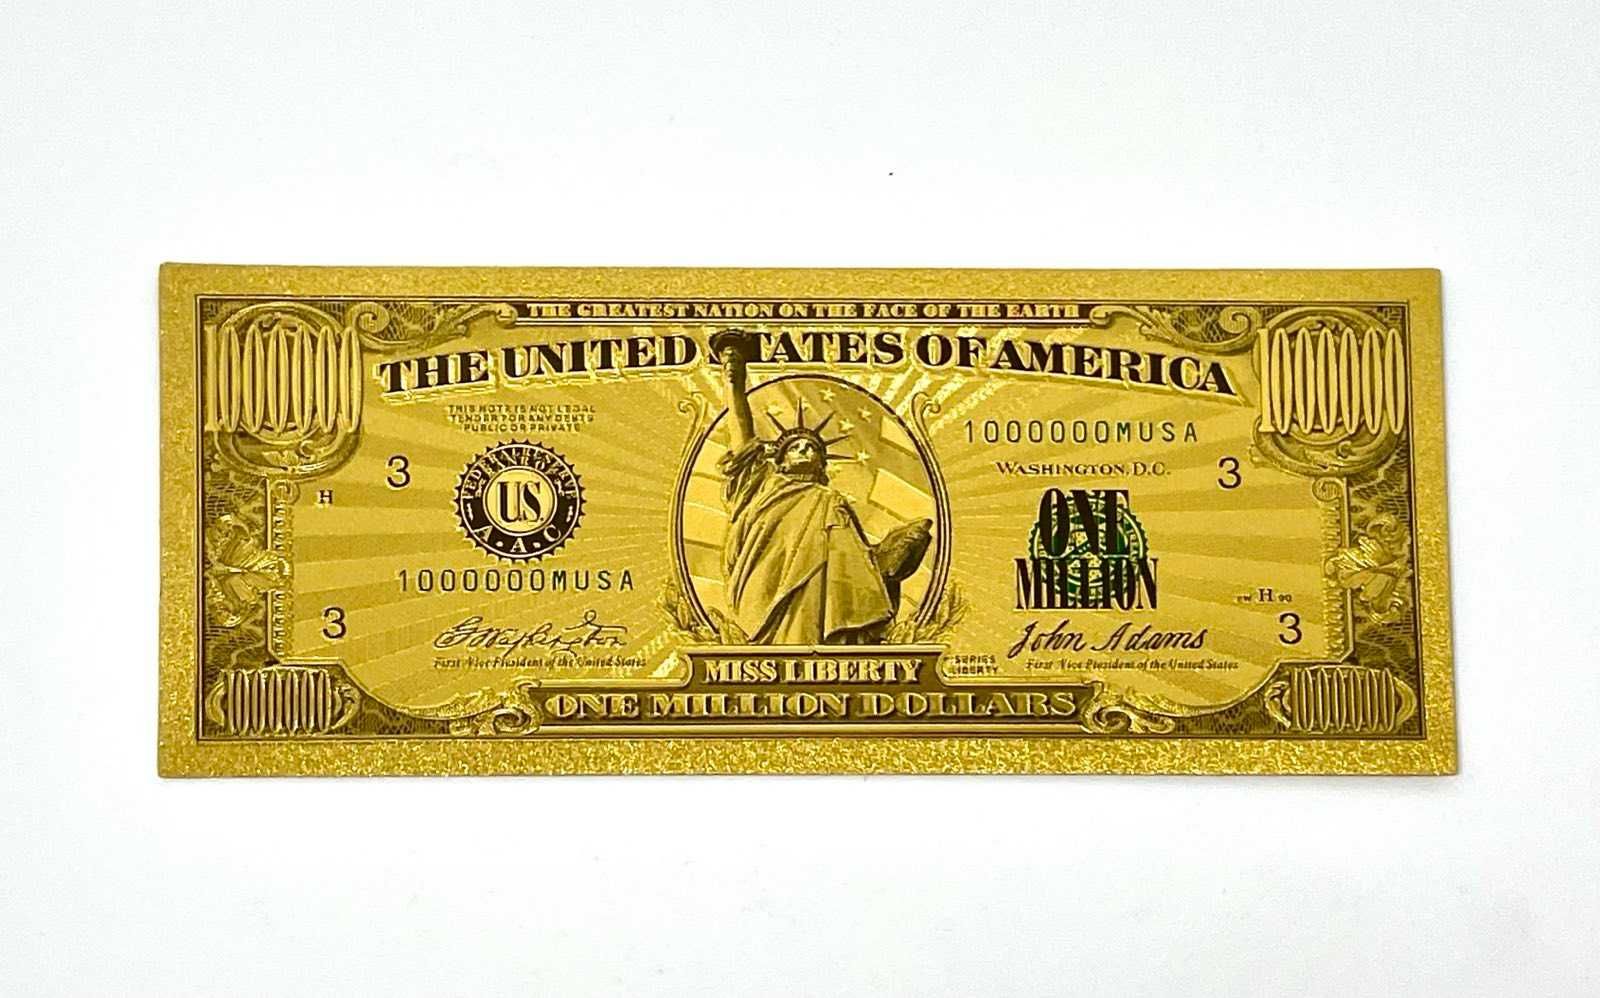 THE GREATEST NATION ON THE FACE OF THE EARTH
1000000
1000000
THE UNITED STATES OF AMERICA
THIS NOTE IS NOT LEGAL
TENDER FOR ANY DEBTS
PUBLIC OR PRIVATE
1000000MUSA
WASHINGTON, D.C.
3
3
H
FEDERAL RESERVE
U.S.
A.A.C
ONE
MILLION
1000000MUSA
H
3
3
G Washington
First Vice President of the United States
John Adams
First Vice President of the United States
MISS LIBERTY
SERIES
LIBERTY
1000000
ONE MILLION DOLLARS
1000000